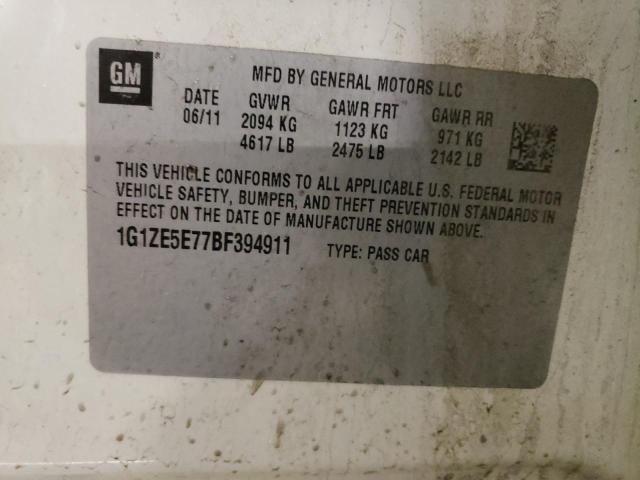 GM
MFD BY GENERAL MOTORS LLC
DATE GVWR GAWR FRT GAWR RR
06/11 2094 KG 1123 KG 971 KG
4617 LB 2475 LB 2142 LB
THIS VEHICLE CONFORMS TO ALL APPLICABLE U.S. FEDERAL MOTOR
VEHICLE SAFETY, BUMPER, AND THEFT PREVENTION STANDARDS IN
EFFECT ON THE DATE OF MANUFACTURE SHOWN ABOVE.
1G1ZE5E77BF394911 TYPE: PASS CAR